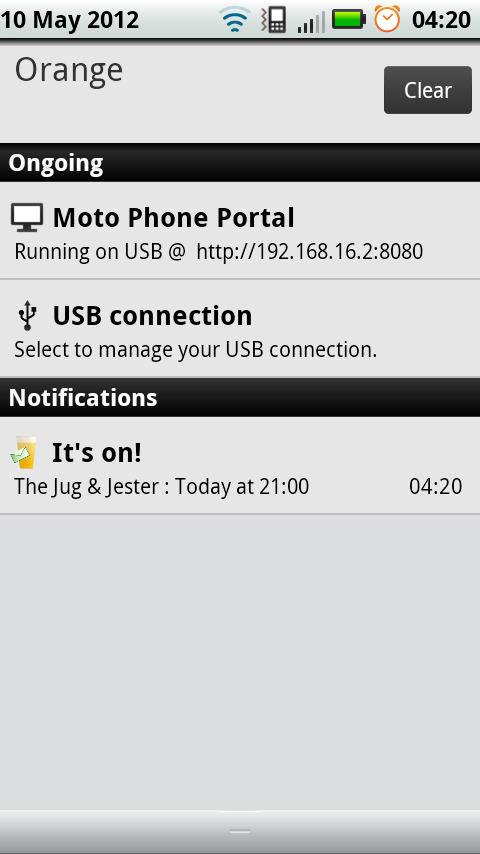 10 May 2012 04:20
Orange
Clear
Ongoing
Moto Phone Portal
Running on USB @ http://192.168.16.2:8080
USB connection
Select to manage your USB connection.
Notifications
It's on!
The Jug & Jester : Today at 21:00 04:20